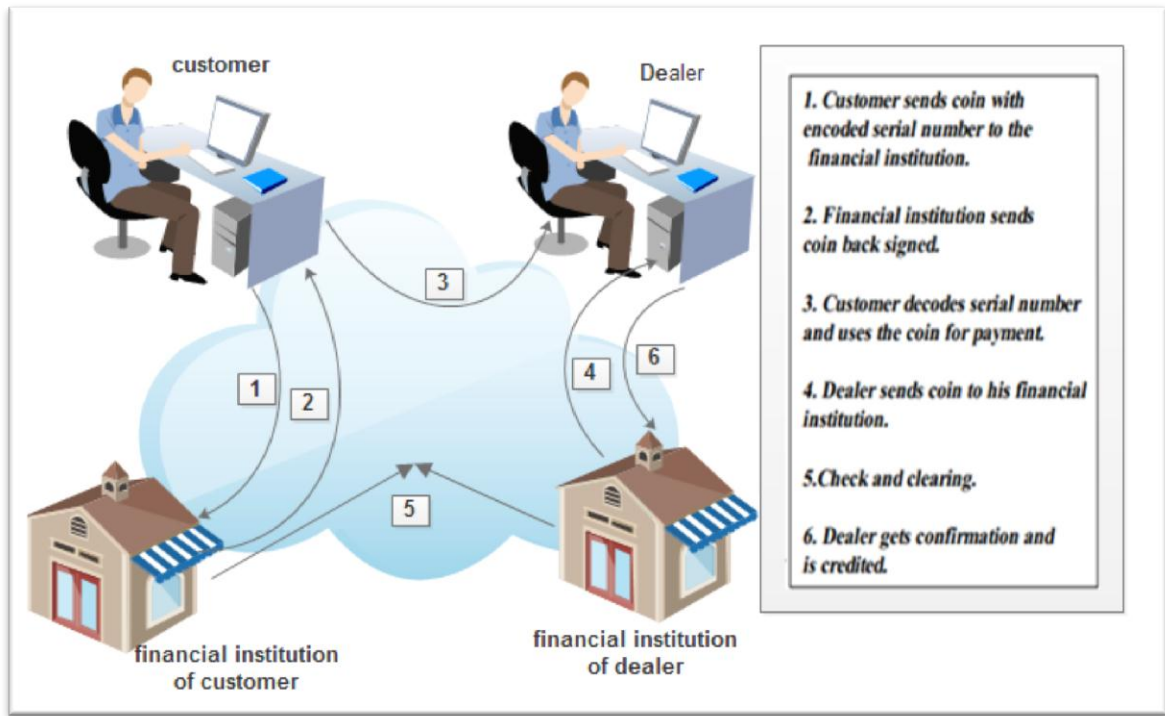 customer
Dealer
1
2
3
4
6
5
financial institution
of customer
financial institution
of dealer
1. Customer sends coin with
encoded serial number to the
financial institution.
2. Financial institution sends
coin back signed.
3. Customer decodes serial number
and uses the coin for payment.
4. Dealer sends coin to his financial
institution.
5.Check and clearing.
6. Dealer gets confirmation and
is credited.